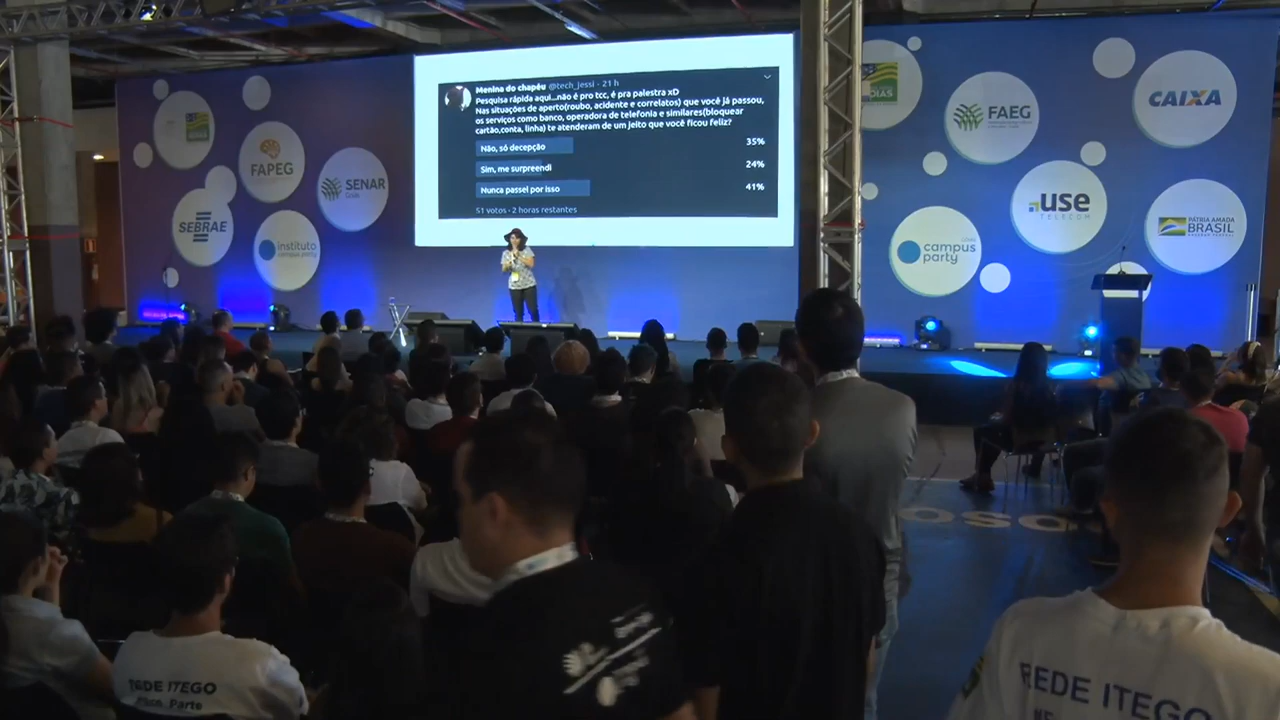 Menina do chapéu @tech_jessi · 21 h
Pesquisa rápida aqui...não é pro tcc, é pra palestra xD
Nas situações de aperto(roubo, acidente e correlatos) que você já passou,
os serviços como banco, operadora de telefonia e similares(bloquear
cartão,conta, linha) te atenderam de um jeito que você ficou feliz?
Não, só decepção 35%
Sim, me surpreendi 24%
Nunca passei por isso 41%
51 votos · 2 horas restantes
FAPEG
SENAR
SEBRAE
instituto
campus party
GOIÁS
FAEG
CAIXA
use
TELECOM
PÁTRIA AMADA
BRASIL
campus
party
REDE ITEGO
REDE ITEGO